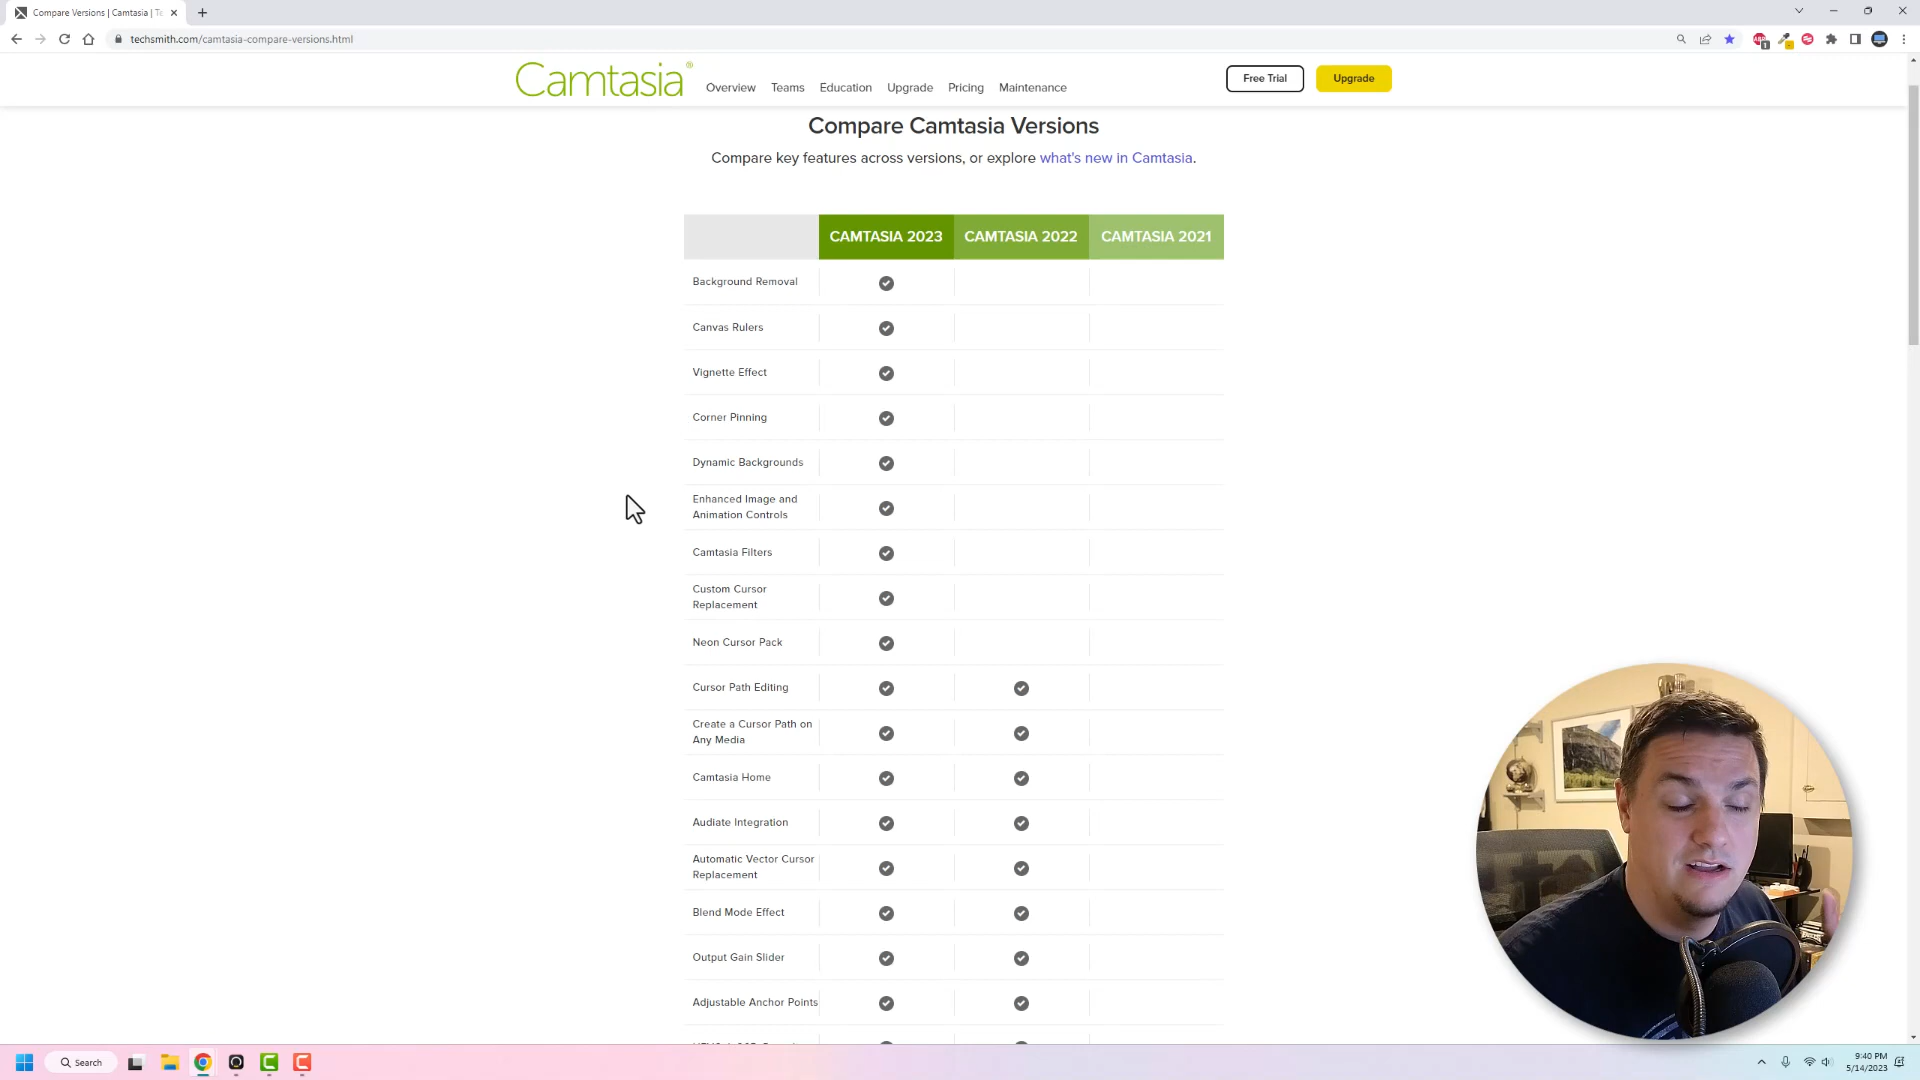 Compare Versions | Camtasia | Te
techsmith.com/camtasia-compare-versions.html
Camtasia®
Overview
Teams
Education
Upgrade
Pricing
Maintenance
Free Trial
Upgrade
Compare Camtasia Versions
Compare key features across versions, or explore what's new in Camtasia.
CAMTASIA 2023
CAMTASIA 2022
CAMTASIA 2021
Background Removal
Canvas Rulers
Vignette Effect
Corner Pinning
Dynamic Backgrounds
Enhanced Image and
Animation Controls
Camtasia Filters
Custom Cursor
Replacement
Neon Cursor Pack
Cursor Path Editing
Create a Cursor Path on
Any Media
Camtasia Home
Audiate Integration
Automatic Vector Cursor
Replacement
Blend Mode Effect
Output Gain Slider
Adjustable Anchor Points
Search
9:40 PM
5/14/2023